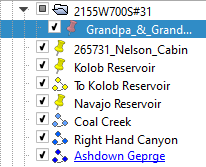 2155W700S#31
Grandpa_&_Grand...
265731_Nelson_Cabin
Kolob Reservoir
To Kolob Reservoir
Navajo Reservoir
Coal Creek
Right Hand Canyon
Ashdown Geprge